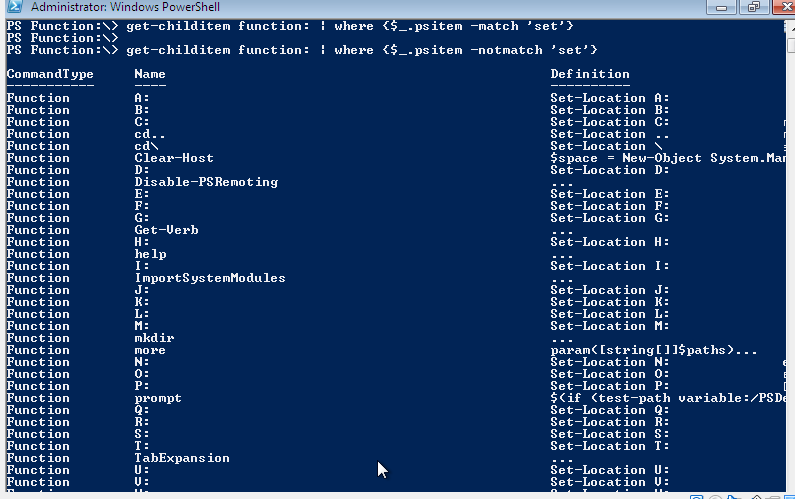 Administrator: Windows PowerShell
PS Function:\> get-childitem function: | where {$_.psitem -match 'set'}
PS Function:\>
PS Function:\> get-childitem function: | where {$_.psitem -notmatch 'set'}
CommandType Name Definition
----------- ---- ----------
Function A: Set-Location A:
Function B: Set-Location B:
Function C: Set-Location C:
Function cd.. Set-Location ..
Function cd\ Set-Location \
Function Clear-Host $space = New-Object System.Man
Function D: Set-Location D:
Function Disable-PSRemoting ...
Function E: Set-Location E:
Function F: Set-Location F:
Function G: Set-Location G:
Function Get-Verb ...
Function H: Set-Location H:
Function help ...
Function I: Set-Location I:
Function ImportSystemModules ...
Function J: Set-Location J:
Function K: Set-Location K:
Function L: Set-Location L:
Function M: Set-Location M:
Function mkdir ...
Function more param([string[]]$paths)...
Function N: Set-Location N:
Function O: Set-Location O:
Function P: Set-Location P:
Function prompt $(if (test-path variable:/PSDe
Function Q: Set-Location Q:
Function R: Set-Location R:
Function S: Set-Location S:
Function T: Set-Location T:
Function TabExpansion ...
Function U: Set-Location U:
Function V: Set-Location V: